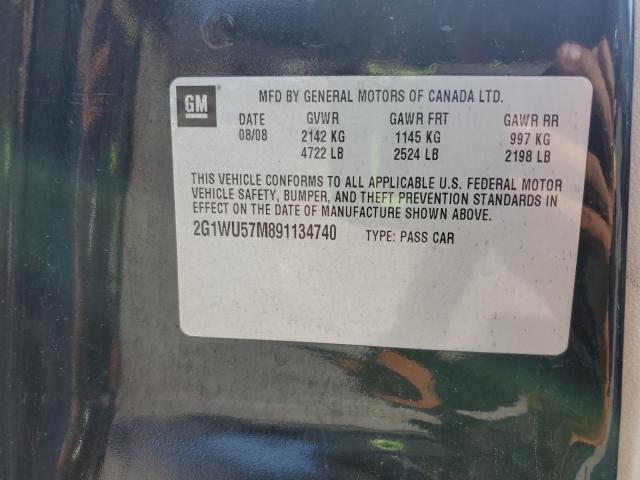 GM
MFD BY GENERAL MOTORS OF CANADA LTD.
DATE GVWR GAWR FRT GAWR RR
08/08 2142 KG 1145 KG 997 KG
4722 LB 2524 LB 2198 LB
THIS VEHICLE CONFORMS TO ALL APPLICABLE U.S. FEDERAL MOTOR
VEHICLE SAFETY, BUMPER, AND THEFT PREVENTION STANDARDS IN
EFFECT ON THE DATE OF MANUFACTURE SHOWN ABOVE.
2G1WU57M891134740 TYPE: PASS CAR